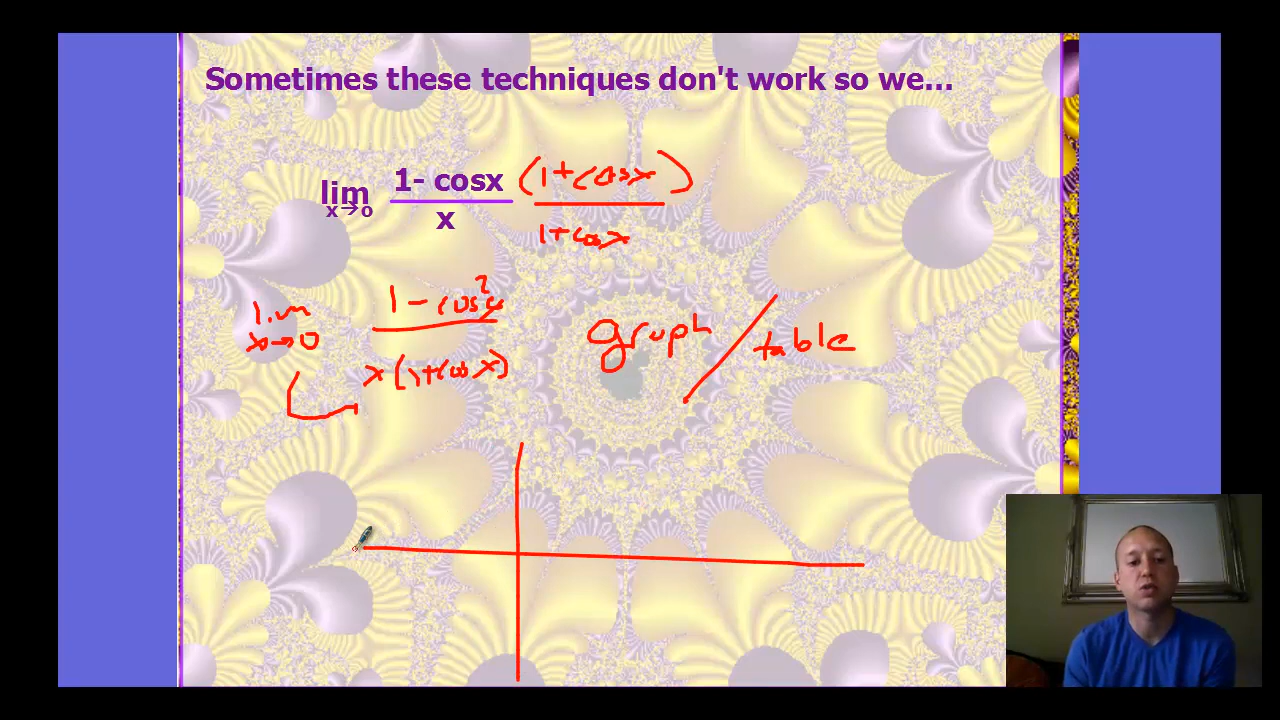 Sometimes these techniques don't work so we...
1- cosx (1+cosx)
lim
x→0
x
1+cosx
1-cos²x
lim
x→0
x(1+cosx)
graph / table